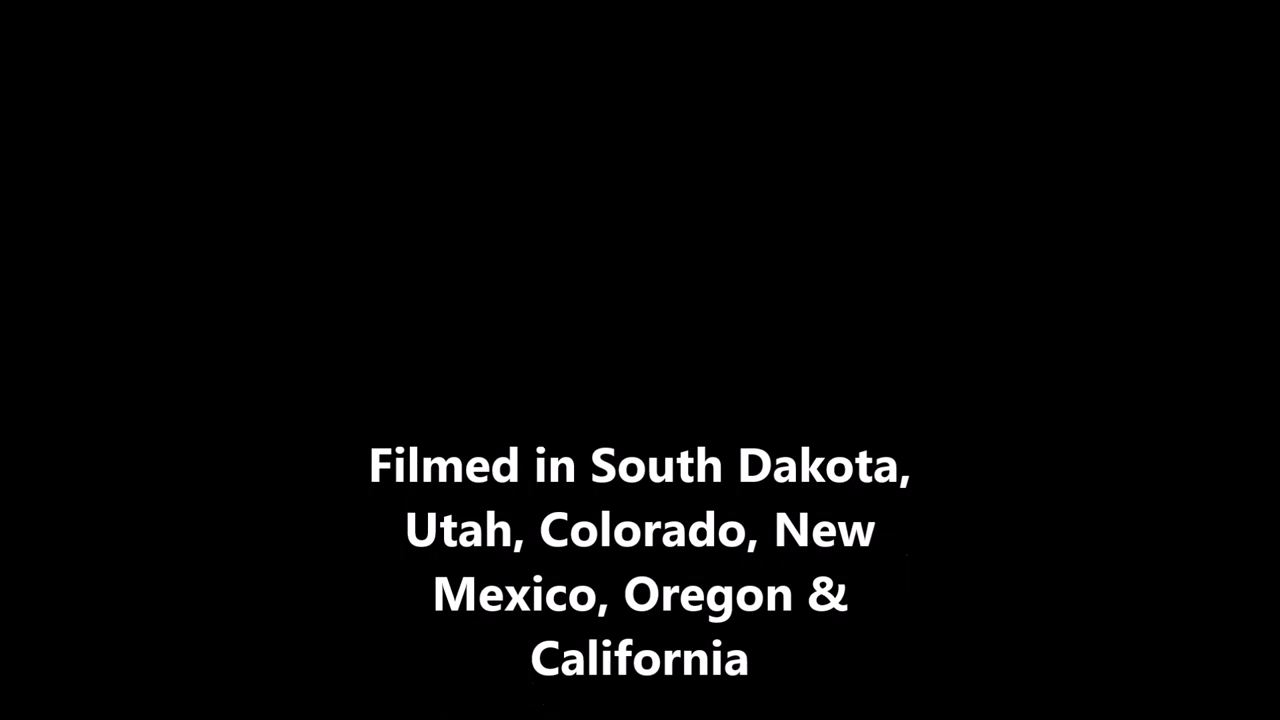 Filmed in South Dakota,
Utah, Colorado, New
Mexico, Oregon &
California